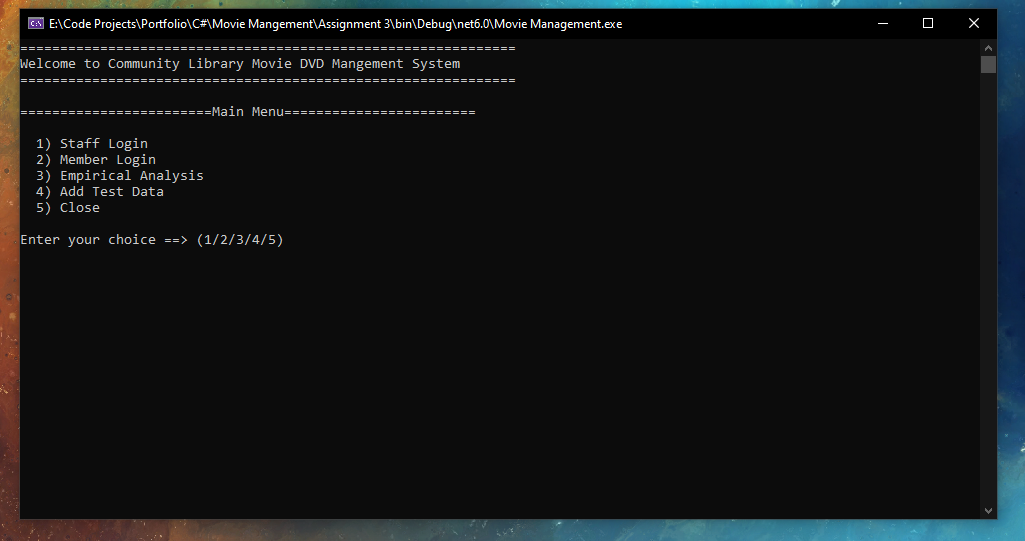 E:\Code Projects\Portfolio\C#\Movie Mangement\Assignment 3\bin\Debug\net6.0\Movie Management.exe
==============================================================
Welcome to Community Library Movie DVD Mangement System
==============================================================
========================Main Menu========================
1) Staff Login
2) Member Login
3) Empirical Analysis
4) Add Test Data
5) Close
Enter your choice ==> (1/2/3/4/5)